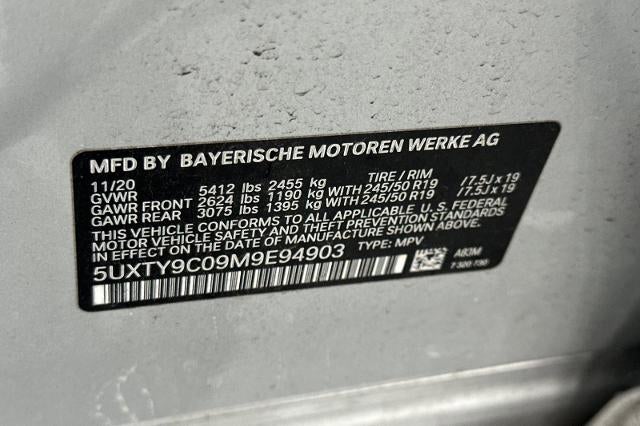 MFD BY BAYERISCHE MOTOREN WERKE AG
11/20 TIRE / RIM
GVWR 5412 lbs 2455 kg
GAWR FRONT 2624 lbs 1190 kg WITH 245/50 R19 /7.5J x 19
GAWR REAR 3075 lbs 1395 kg WITH 245/50 R19 /7.5J x 19
THIS VEHICLE CONFORMS TO ALL APPLICABLE U.S. FEDERAL
MOTOR VEHICLE SAFETY AND THEFT PREVENTION STANDARDS
IN EFFECT ON THE DATE OF MANUFACTURE SHOWN ABOVE.
5UXTY9C09M9E94903 TYPE: MPV
A83M
7 320 730